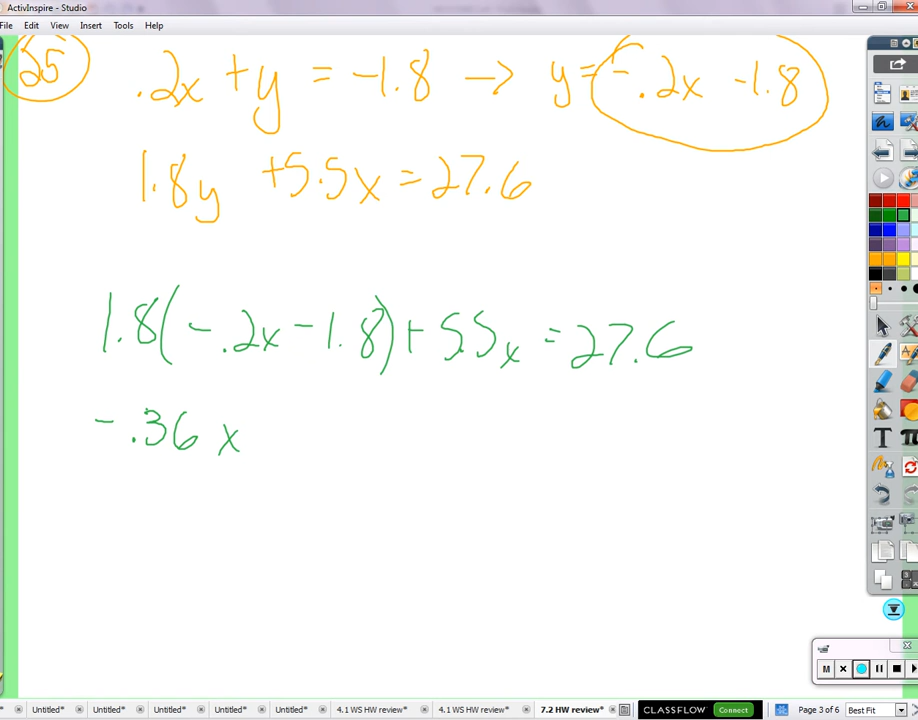 ActivInspire - Studio
File Edit View Insert Tools Help
25 .2x + y = -1.8 → y = -.2x - 1.8
1.8y + 5.5x = 27.6
1.8(-.2x - 1.8) + 5.5x = 27.6
-.36x
Untitled* Untitled* Untitled* Untitled* Untitled* 4.1 WS HW review* 4.1 WS HW review* 7.2 HW review* CLASSFLOW Connect Page 3 of 6 Best Fit
M